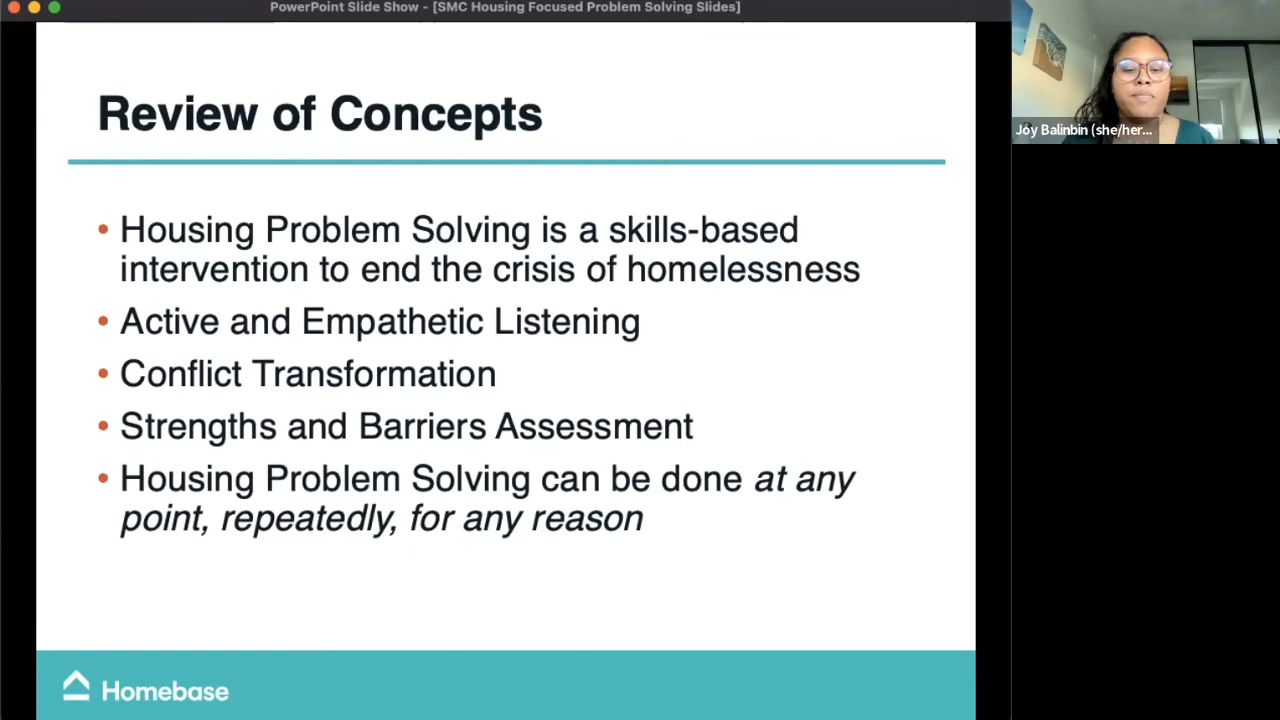 PowerPoint Slide Show - [SMC Housing Focused Problem Solving Slides]
Review of Concepts
• Housing Problem Solving is a skills-based
intervention to end the crisis of homelessness
• Active and Empathetic Listening
• Conflict Transformation
• Strengths and Barriers Assessment
• Housing Problem Solving can be done at any
point, repeatedly, for any reason
Homebase
Joy Balinbin (she/her...